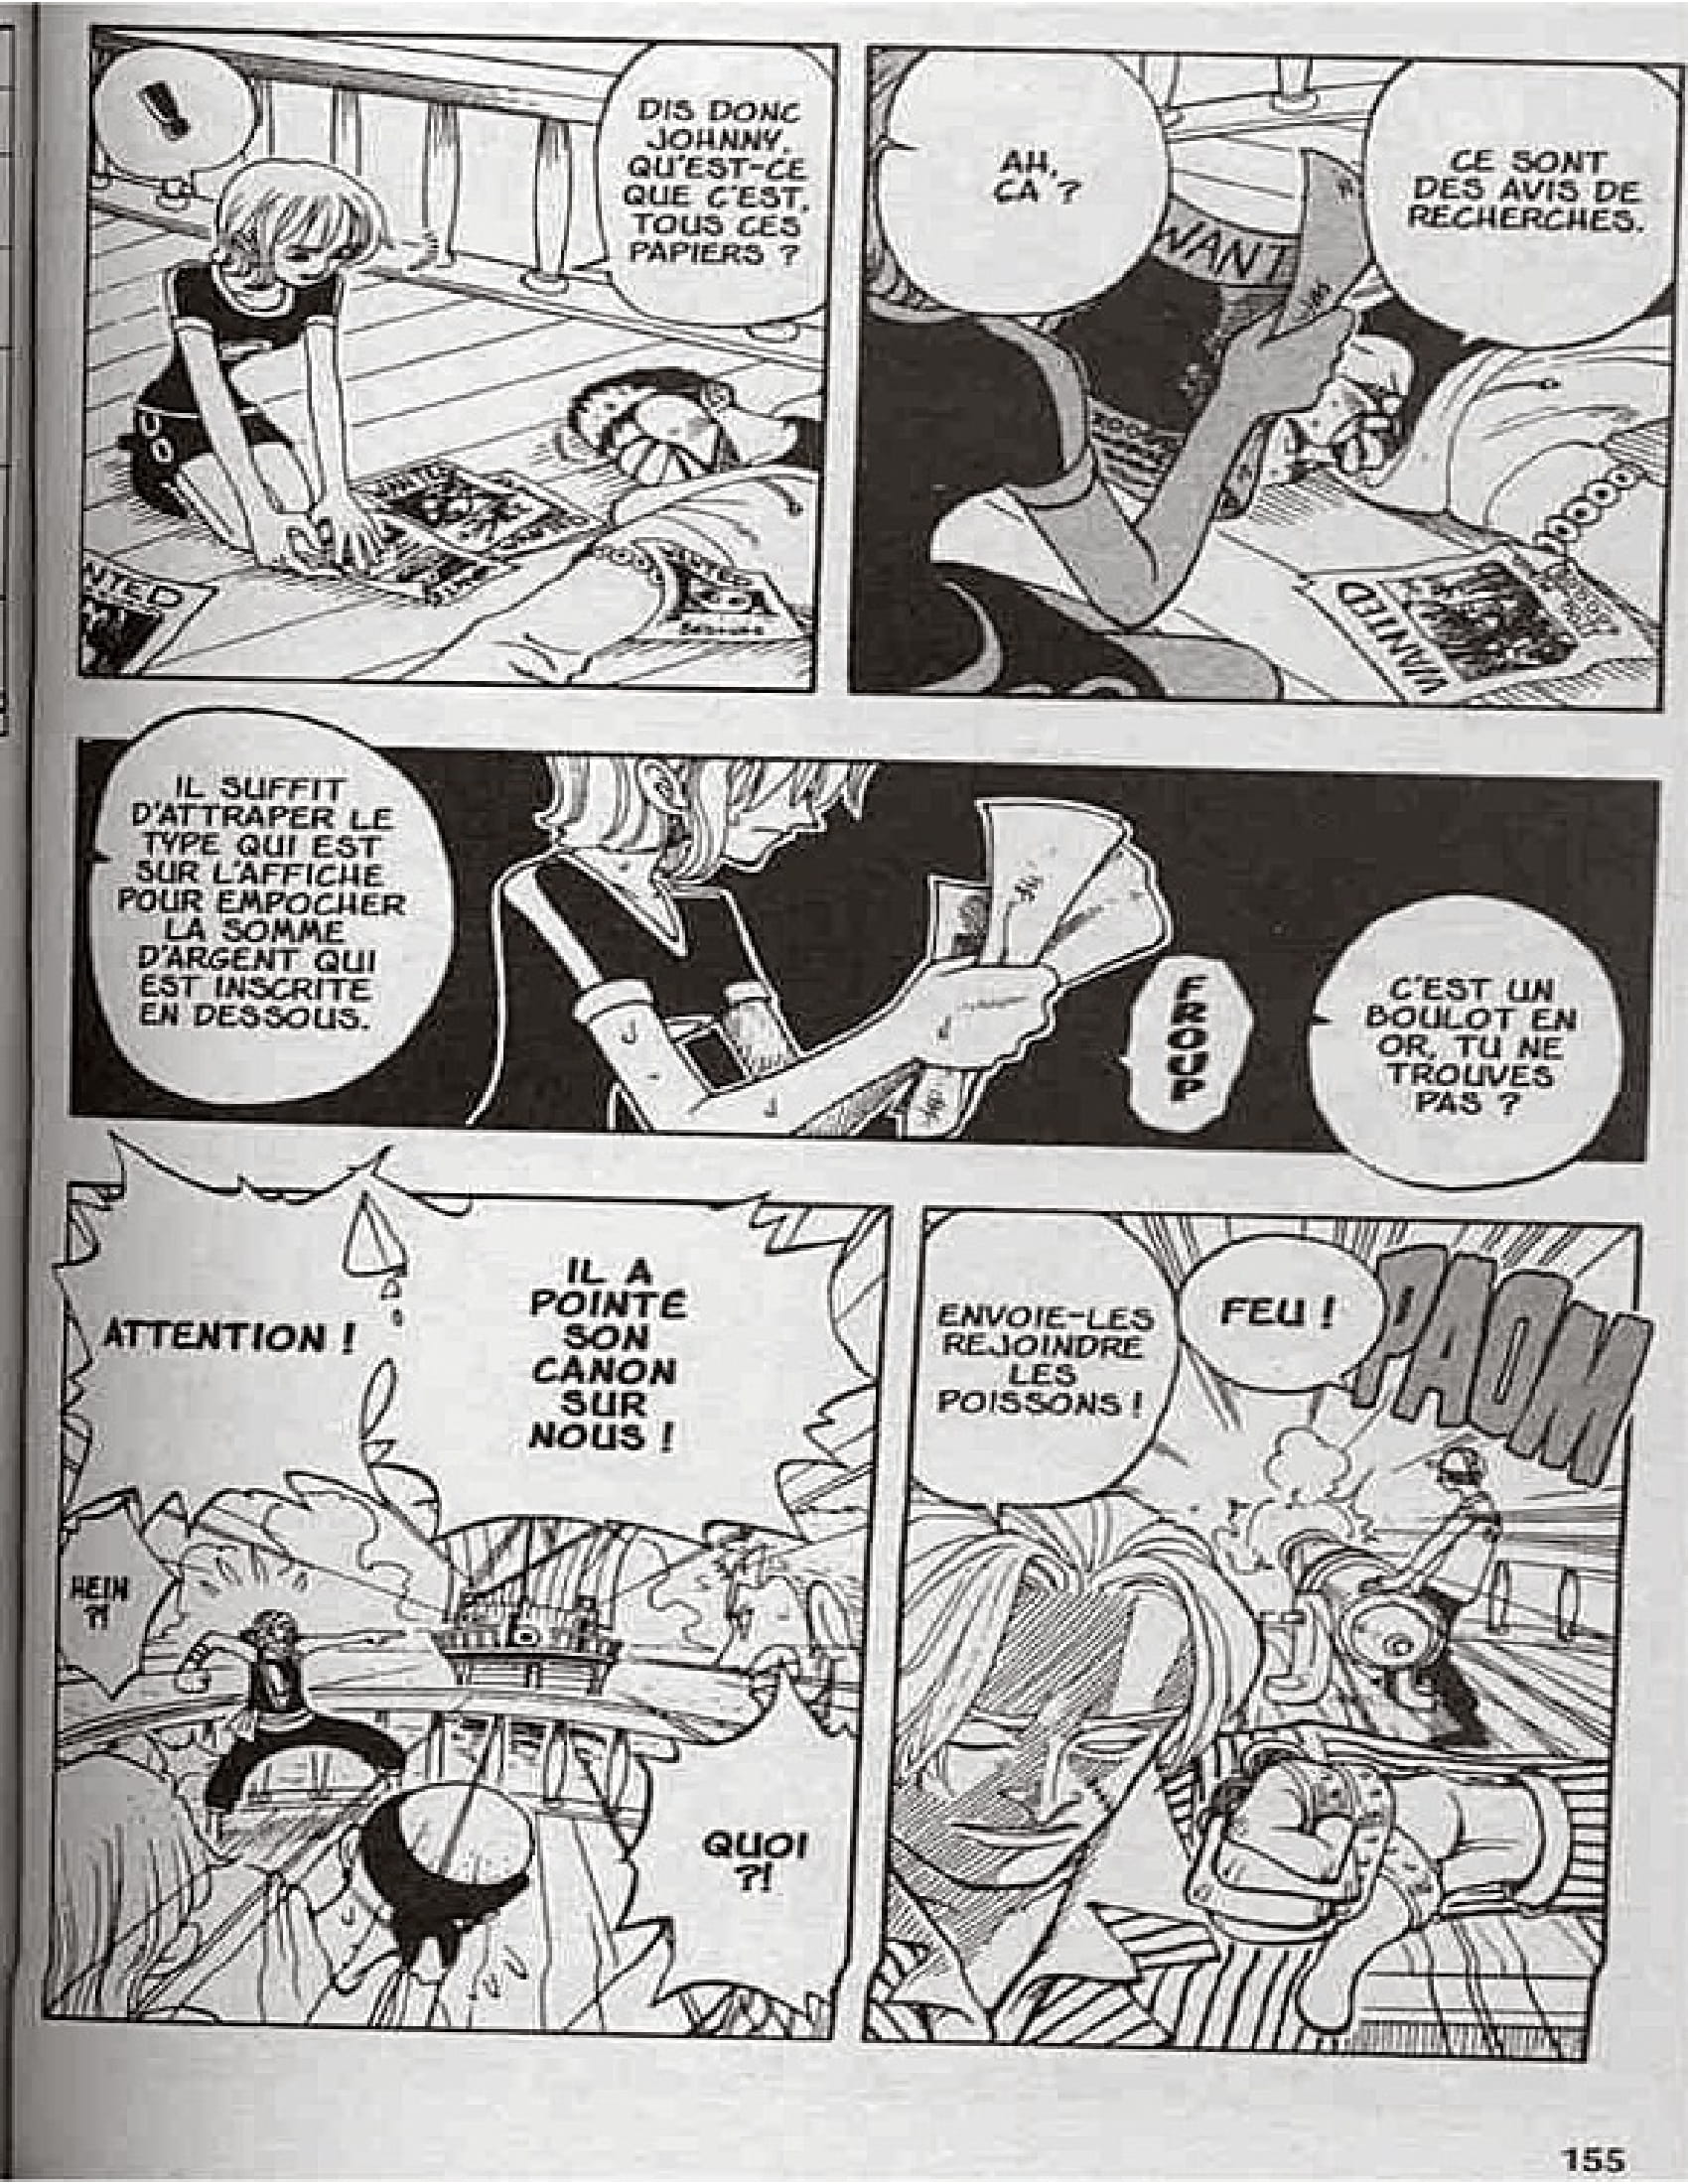 !
DIS DONC
JOHNNY,
QU'EST-CE
QUE C'EST,
TOUS CES
PAPIERS ?
WANTED
NTED
AH,
CA ?
CE SONT
DES AVIS DE
RECHERCHES.
WANT
WANTED
IL SUFFIT
D'ATTRAPER LE
TYPE QUI EST
SUR L'AFFICHE
POUR EMPOCHER
LA SOMME
D'ARGENT QUI
EST INSCRITE
EN DESSOUS.
FROUP
C'EST UN
BOULOT EN
OR, TU NE
TROUVES
PAS ?
ATTENTION !
IL A
POINTÉ
SON
CANON
SUR
NOUS !
HEIN
?!
QUOI
?!
ENVOIE-LES
REJOINDRE
LES
POISSONS !
FEU !
PAOM
155